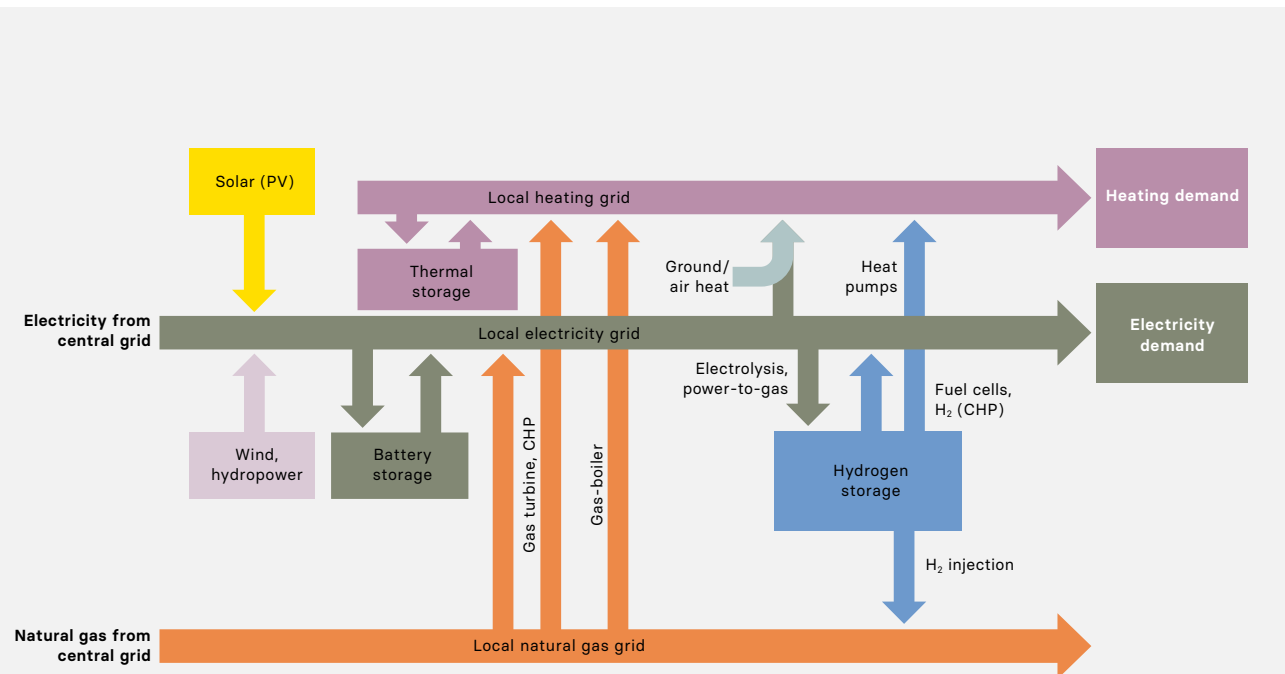 Solar (PV)
Local heating grid
Heating demand
Thermal
storage
Ground/
air heat
Heat
pumps
Electricity from
central grid
Local electricity grid
Electricity
demand
Wind,
hydropower
Battery
storage
Gas turbine, CHP
Gas-boiler
Electrolysis,
power-to-gas
Fuel cells,
H₂ (CHP)
Hydrogen
storage
H₂ injection
Natural gas from
central grid
Local natural gas grid